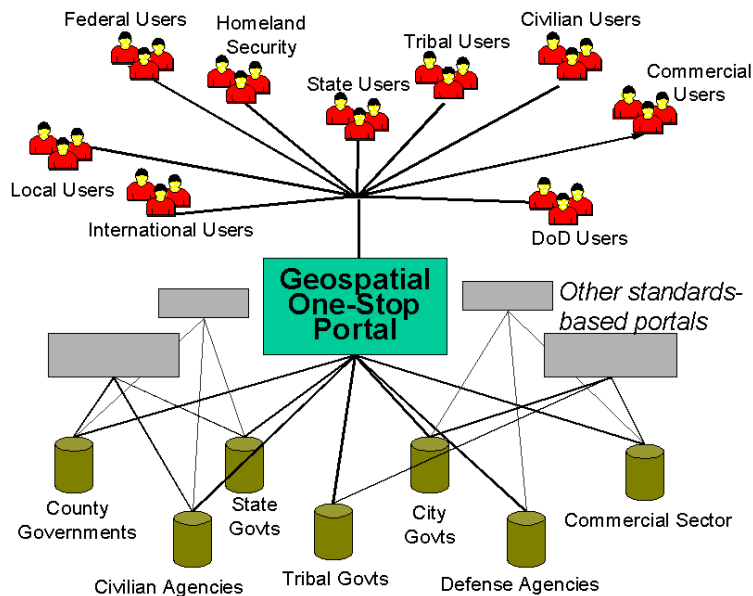 Federal Users
Homeland
Security
State Users
Tribal Users
Civilian Users
Commercial
Users
Local Users
International Users
DoD Users
Geospatial
One-Stop
Portal
Other standards-
based portals
County
Governments
State
Govts
City
Govts
Commercial Sector
Civilian Agencies
Tribal Govts
Defense Agencies